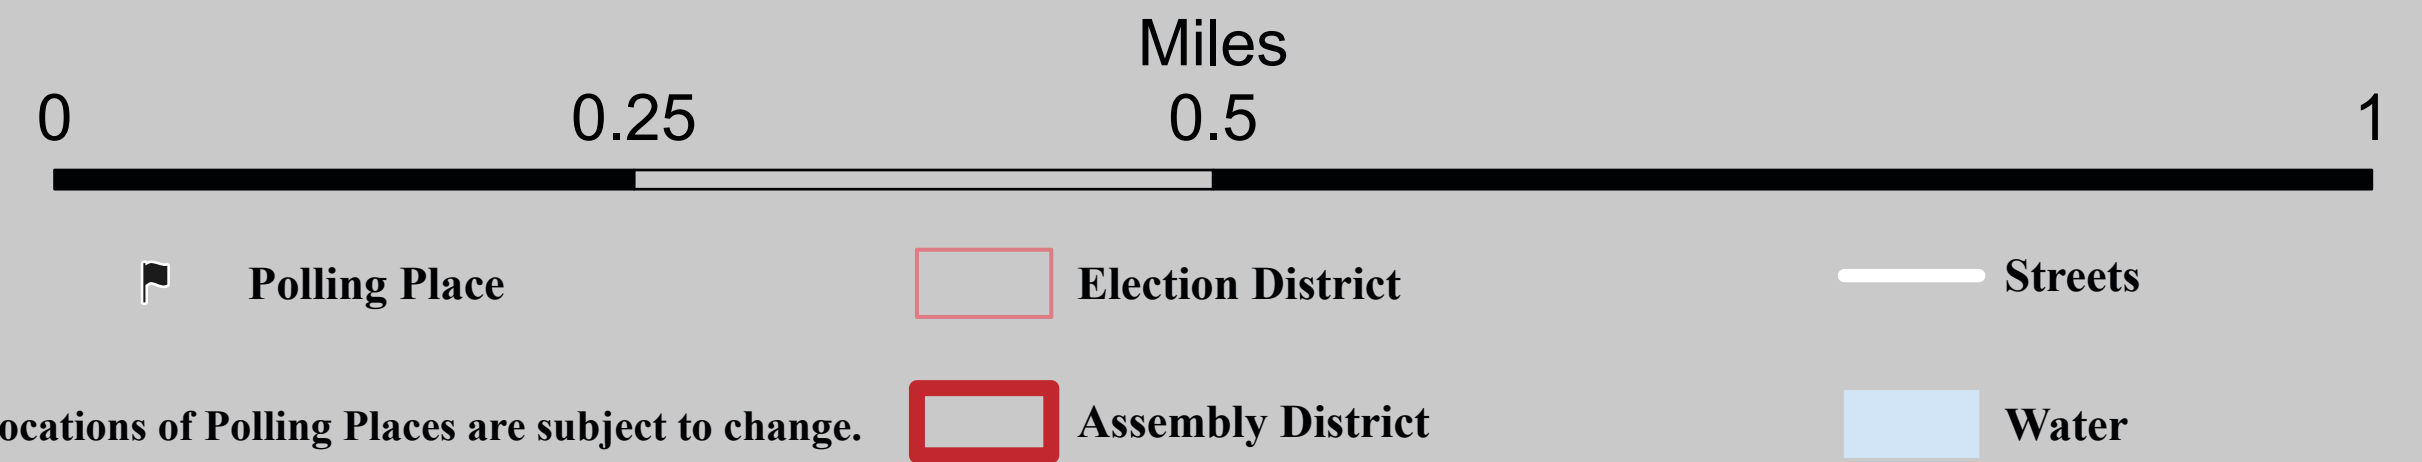 Miles
0 0.25 0.5 1
Polling Place Election District Streets
of Polling Places are subject to change. Assembly District Water